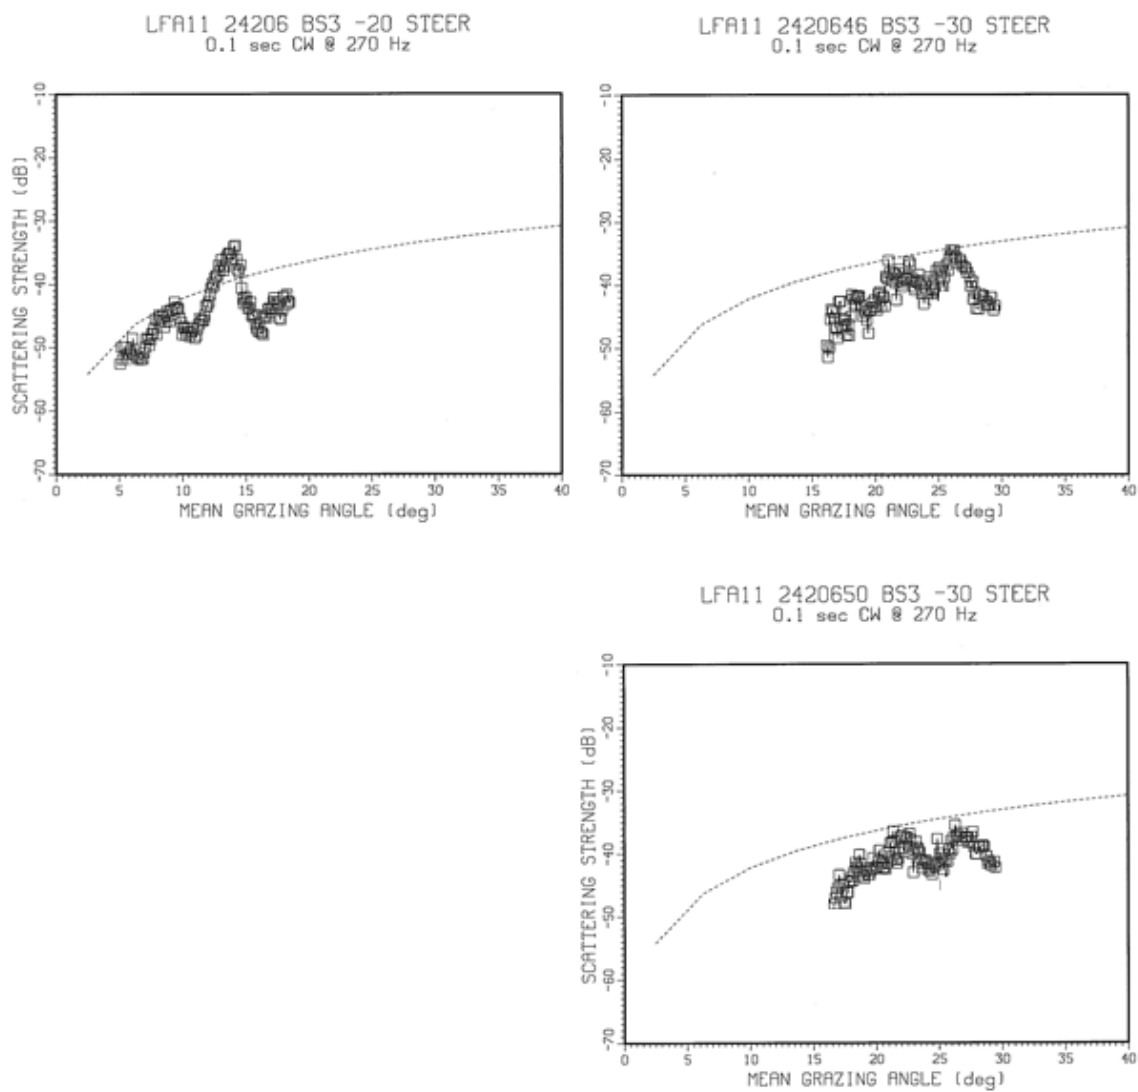 LFA11 24206 BS3 -20 STEER
0.1 sec CW @ 270 Hz
SCATTERING STRENGTH (dB)
-10
-20
-30
-40
-50
-60
-70
0 5 10 15 20 25 30 35 40
MEAN GRAZING ANGLE (deg)
LFA11 2420646 BS3 -30 STEER
0.1 sec CW @ 270 Hz
-10
-20
-30
-40
-50
-60
-70
0 5 10 15 20 25 30 35 40
MEAN GRAZING ANGLE (deg)
LFA11 2420650 BS3 -30 STEER
0.1 sec CW @ 270 Hz
SCATTERING STRENGTH (dB)
-10
-20
-30
-40
-50
-60
-70
0 5 10 15 20 25 30 35 40
MEAN GRAZING ANGLE (deg)